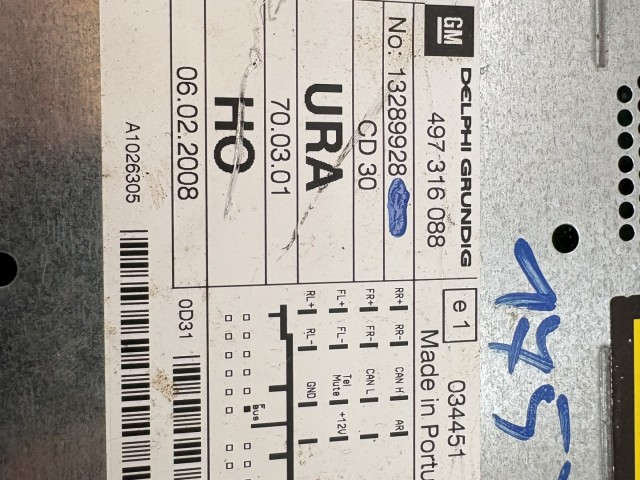 GM
DELPHI GRUNDIG
497 316 088
No: 13289928
CD 30
URA
70.03.01
HO
06.02.2008
A1026305
e 1
034451
Made in Portu
RR+ RR- CAN H AR
FR+ FR- CAN L
FL+ FL- Tel Mute +12V
RL+ RL- GND
Bus
0D31
175